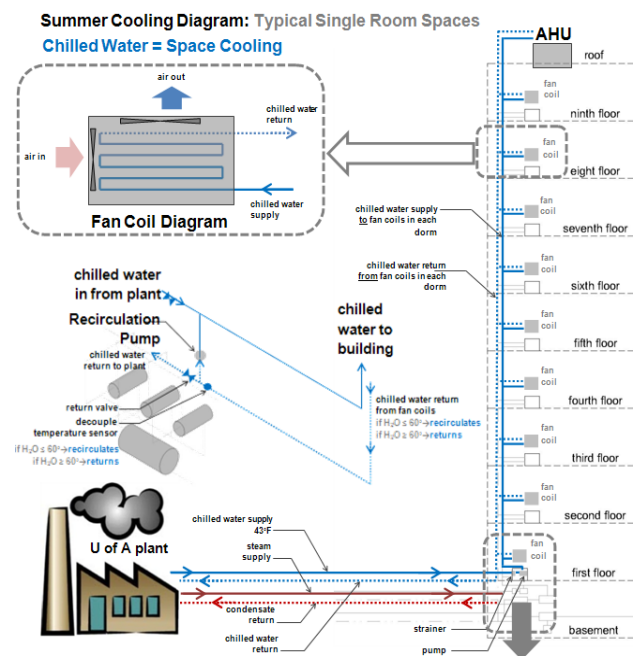 Summer Cooling Diagram: Typical Single Room Spaces
Chilled Water = Space Cooling
air out
chilled water
return
air in
chilled water
supply
Fan Coil Diagram
AHU
roof
fan
coil
ninth floor
fan
coil
eight floor
fan
coil
seventh floor
fan
coil
sixth floor
fan
coil
fifth floor
fan
coil
fourth floor
fan
coil
third floor
fan
coil
second floor
fan
coil
first floor
basement
chilled water supply
to fan coils in each
dorm
chilled water return
from fan coils in each
dorm
chilled water
in from plant
Recirculation
Pump
chilled water
return to plant
return valve
decouple
temperature sensor
if H₂O ≤ 60°→recirculates
if H₂O ≥ 60°→returns
chilled
water to
building
chilled water return
from fan coils
if H₂O ≤ 60°→recirculates
if H₂O ≥ 60°→returns
U of A plant
chilled water supply
43°F
steam
supply
condensate
return
chilled water
return
strainer
pump